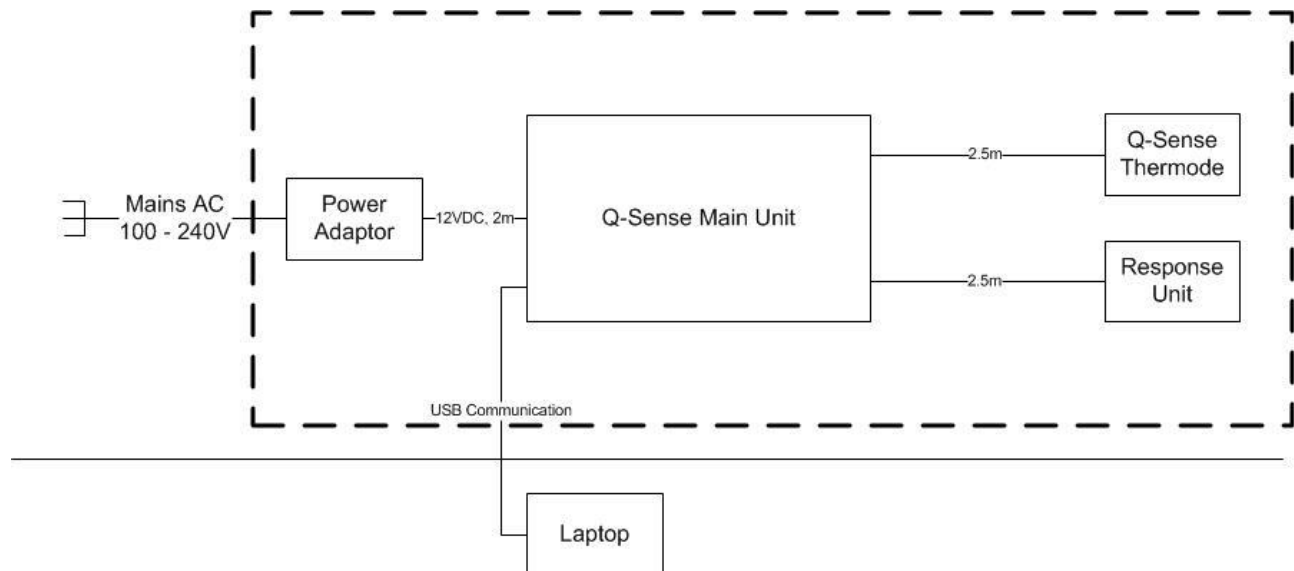 Mains AC
100 - 240V
Power
Adaptor
12VDC, 2m
Q-Sense Main Unit
2.5m
Q-Sense
Thermode
2.5m
Response
Unit
USB Communication
Laptop